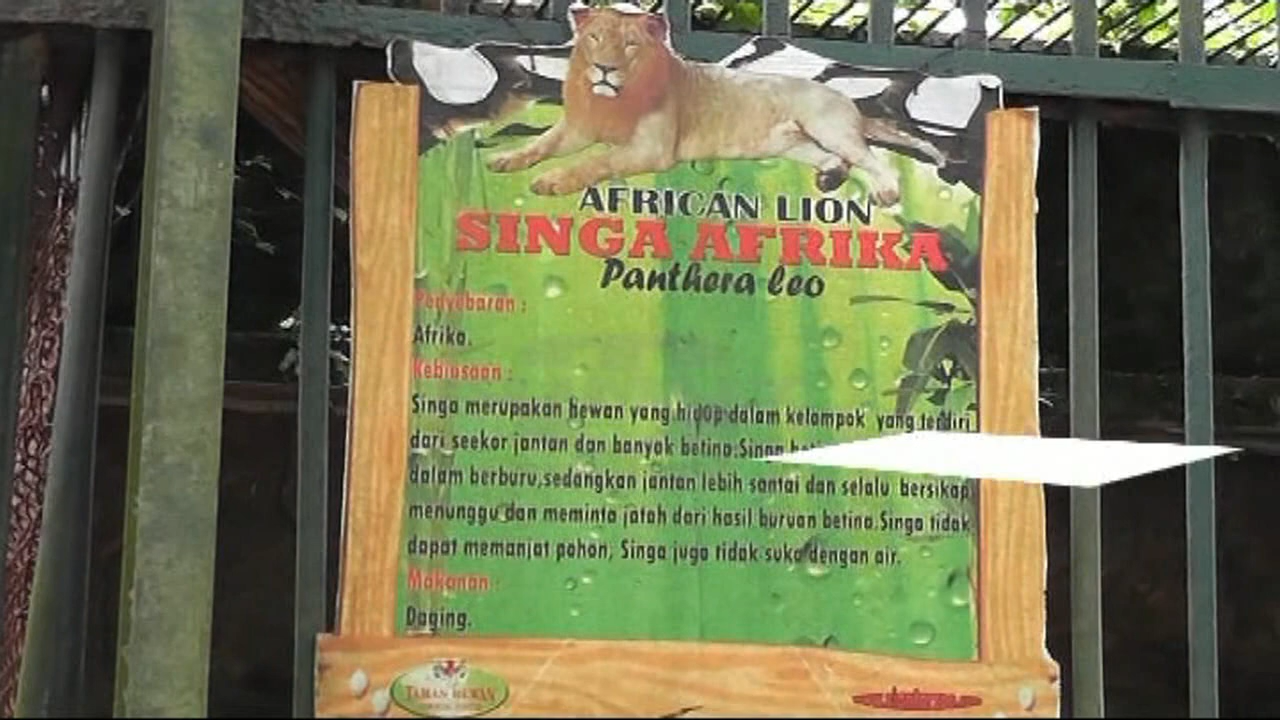 AFRICAN LION
SINGA AFRIKA
Panthera leo
Penyebaran :
Afrika.
Kebiasaan :
Singa merupakan hewan yang hidup dalam kelompok yang terdiri
dari seekor jantan dan banyak betina.Singa
dalam berburu,sedangkan jantan lebih santai dan selalu bersikap
menunggu dan meminta jatah dari hasil buruan betina.Singa tidak
dapat memanjat pohon, Singa juga tidak suka dengan air.
Makanan :
Daging.
TAMAN HEWAN